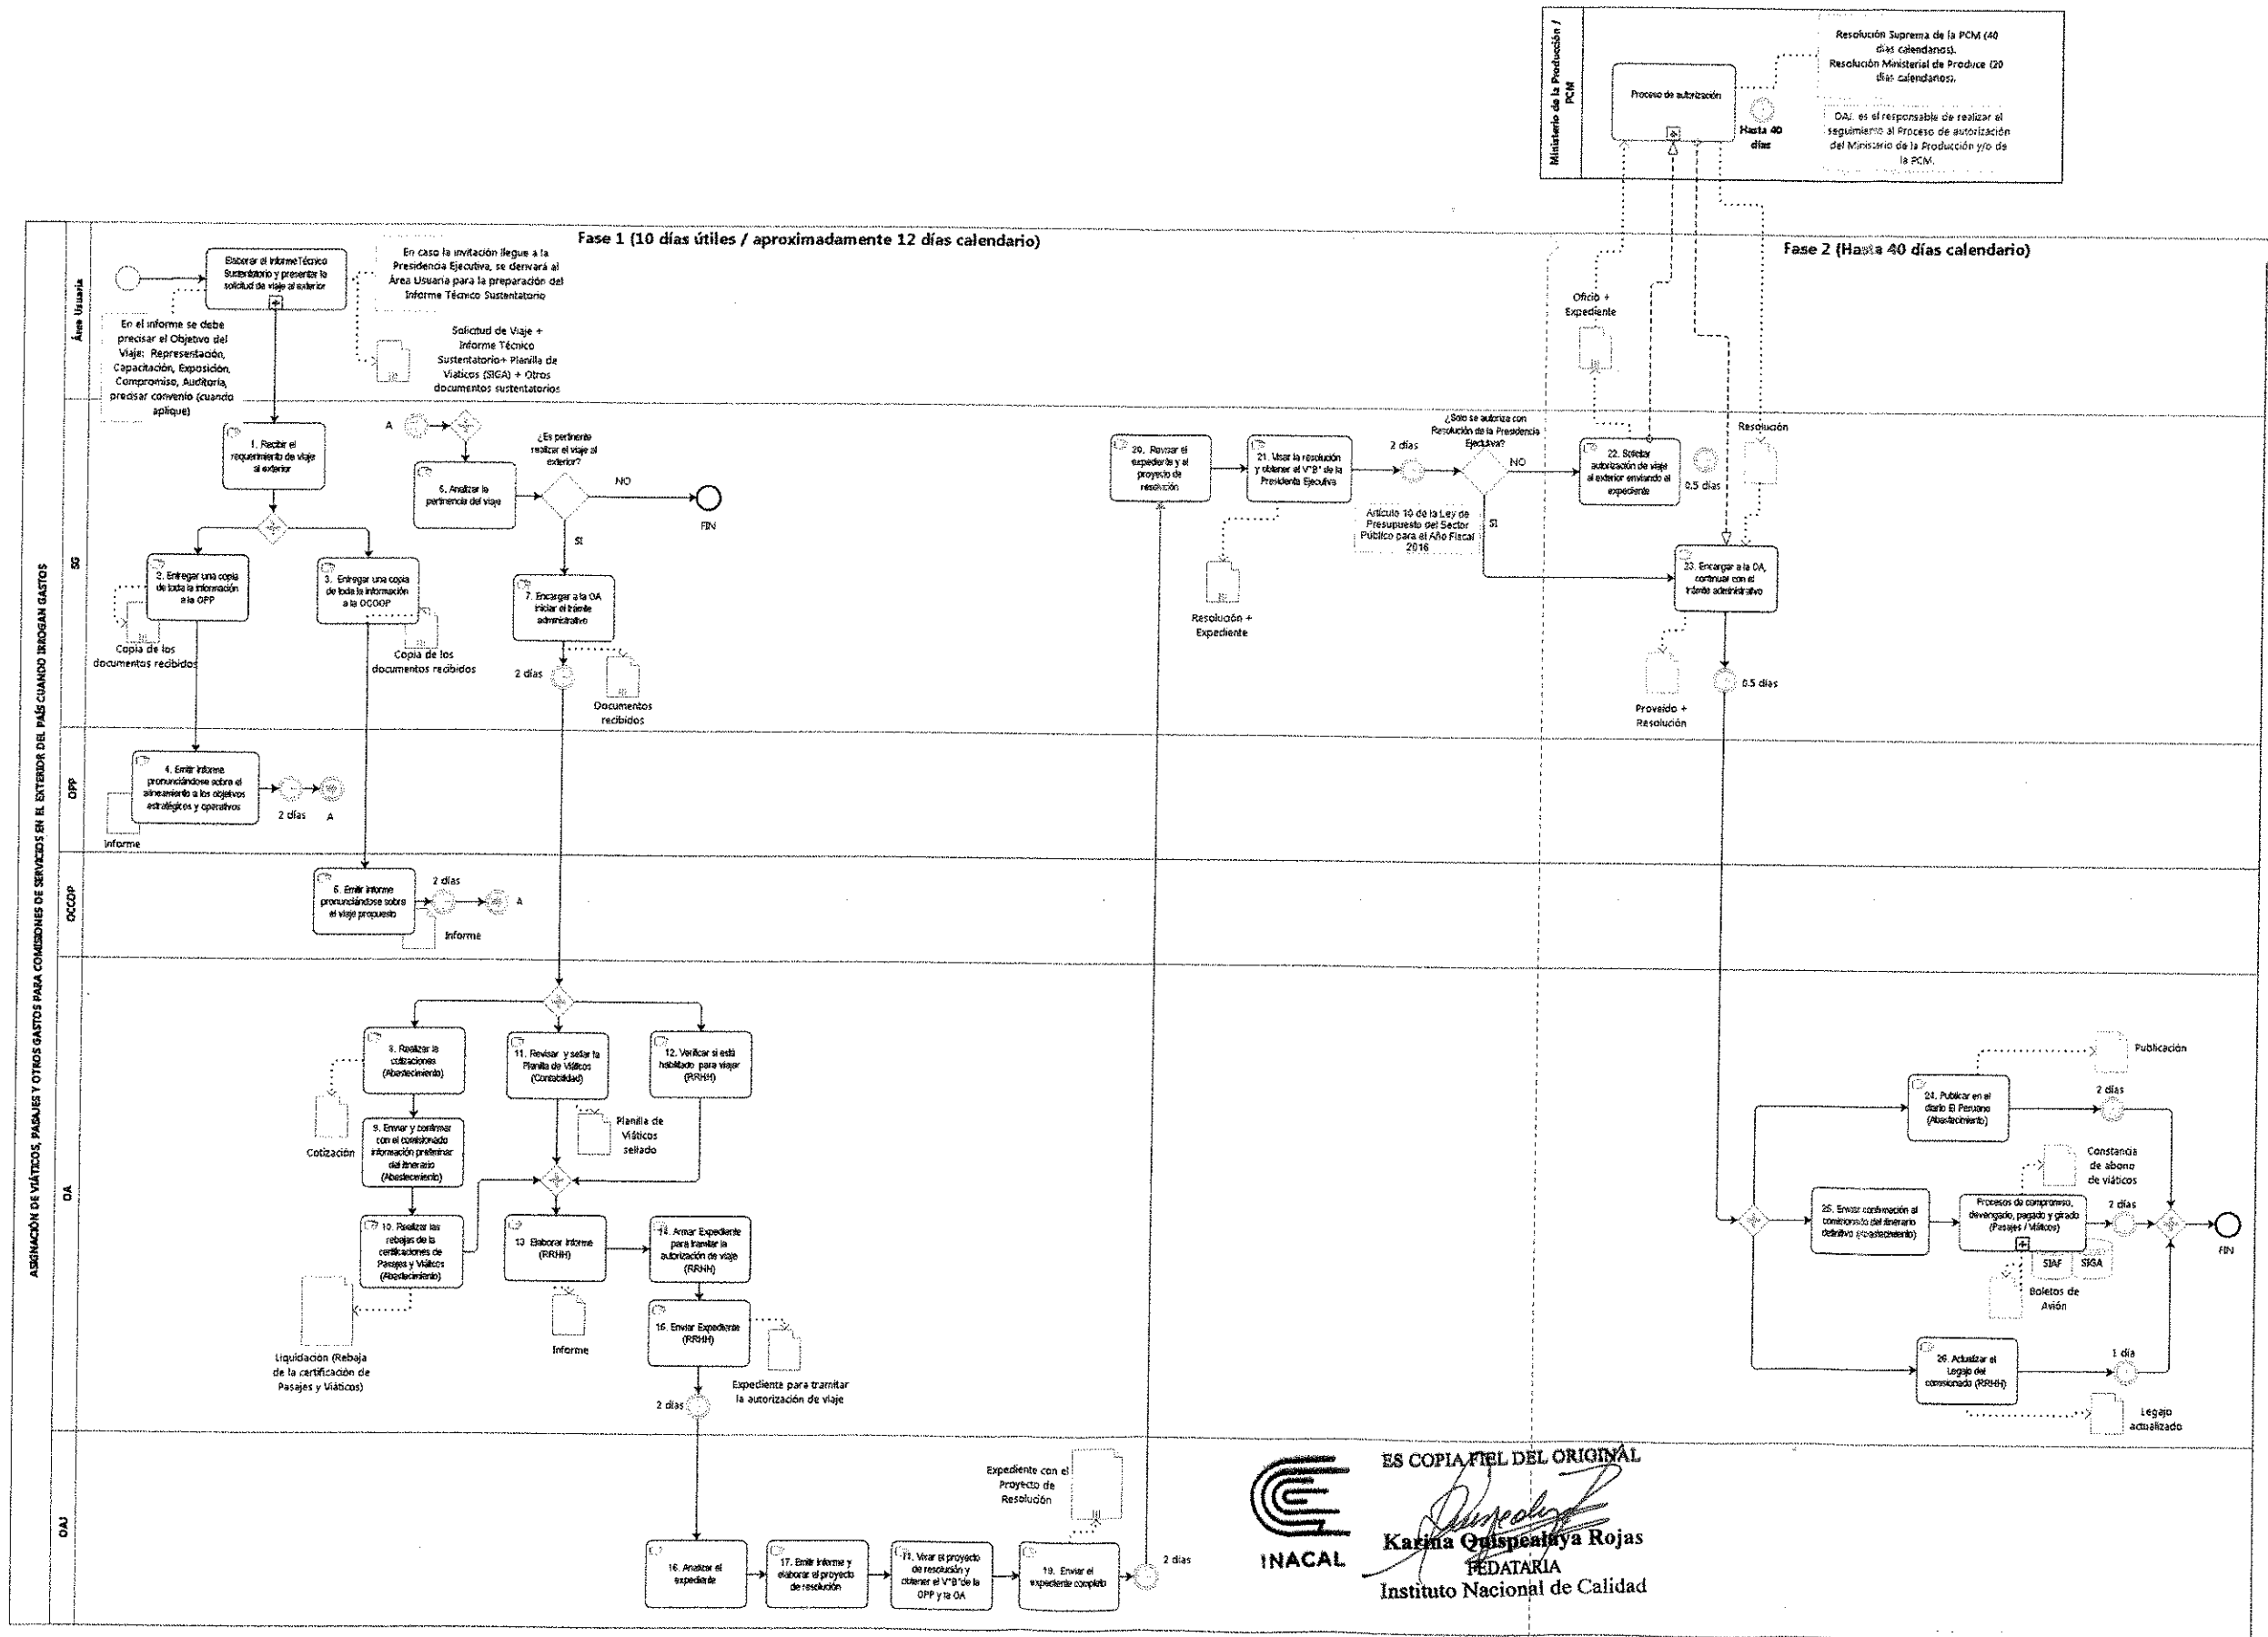 Ministerio de la Producción /
PCM
Proceso de autorización
Hasta 40
días
Resolución Suprema de la PCM (40
días calendarios).
Resolución Ministerial de Produce (20
días calendarios).
OAJ, es el responsable de realizar el
seguimiento al Proceso de autorización
del Ministerio de la Producción y/o de
la PCM.
ASIGNACIÓN DE VIÁTICOS, PASAJES Y OTROS GASTOS PARA COMISIONES DE SERVICIOS EN EL EXTERIOR DEL PAÍS CUANDO IRROGAN GASTOS
Fase 1 (10 días útiles / aproximadamente 12 días calendario)
Fase 2 (Hasta 40 días calendario)
Área Usuaria
Elaborar el Informe Técnico
Sustentatorio y presentar la
solicitud de viaje al exterior
En caso la invitación llegue a la
Presidencia Ejecutiva, se derivará al
Área Usuaria para la preparación del
Informe Técnico Sustentatorio
En el informe se debe
precisar el Objetivo del
Viaje: Representación,
Capacitación, Exposición,
Compromiso, Auditoría,
precisar convenio (cuando
aplique)
Solicitud de Viaje +
Informe Técnico
Sustentatorio+ Planilla de
Viáticos (SIGA) + Otros
documentos sustentatorios
Oficio +
Expediente
SG
1. Recibir el
requerimiento de viaje
al exterior
2. Entregar una copia
de toda la información
a la OPP
Copia de los
documentos recibidos
3. Entregar una copia
de toda la información
a la OCOOP
Copia de los
documentos recibidos
A
6. Analizar la
pertinencia del viaje
¿Es pertinente
realizar el viaje al
exterior?
NO
FIN
SI
7. Encargar a la OA
iniciar el trámite
administrativo
2 días
Documentos
recibidos
20. Revisar el
expediente y el
proyecto de
resolución
21. Visar la resolución
y obtener el V°B° de la
Presidenta Ejecutiva
Resolución +
Expediente
2 días
¿Solo se autoriza con
Resolución de la Presidencia
Ejecutiva?
NO
SI
Artículo 10 de la Ley de
Presupuesto del Sector
Público para el Año Fiscal
2016
22. Solicitar
autorización de viaje
al exterior enviando el
expediente
0.5 días
Resolución
23. Encargar a la OA,
continuar con el
trámite administrativo
Proveído +
Resolución
0.5 días
OPP
4. Emitir informe
pronunciándose sobre el
alineamiento a los objetivos
estratégicos y operativos
Informe
2 días
A
OCCOP
5. Emitir informe
pronunciándose sobre
el viaje propuesto
2 días
A
Informe
OA
8. Realizar la
cotizaciones
(Abastecimiento)
Cotización
9. Enviar y confirmar
con el comisionado
información preliminar
del itinerario
(Abastecimiento)
10. Realizar las
rebajas de la
certificaciones de
Pasajes y Viáticos
(Abastecimiento)
Liquidación (Rebaja
de la certificación de
Pasajes y Viáticos)
11. Revisar y sellar la
Planilla de Viáticos
(Contabilidad)
Planilla de
Viáticos
sellado
12. Verificar si está
habilitado para viajar
(RRHH)
13 Elaborar Informe
(RRHH)
Informe
14. Armar Expediente
para tramitar la
autorización de viaje
(RRHH)
15. Enviar Expediente
(RRHH)
Expediente para tramitar
la autorización de viaje
2 días
24. Publicar en el
diario El Peruano
(Abastecimiento)
Publicación
2 días
25. Enviar confirmación al
comisionado del itinerario
definitivo (Abastecimiento)
Procesos de compromiso,
devengado, pagado y girado
(Pasajes / Viáticos)
Constancia
de abono
de viáticos
2 días
SIAF
SIGA
Boletos de
Avión
FIN
26. Actualizar el
Legajo del
comisionado (RRHH)
1 día
Legajo
actualizado
OAJ
16. Analizar el
expediente
17. Emitir informe y
elaborar el proyecto
de resolución
Visar el proyecto
de resolución y
obtener el V°B° de la
OPP y la OA
19. Enviar el
expediente completo
Expediente con el
Proyecto de
Resolución
2 días
INACAL
ES COPIA FIEL DEL ORIGINAL
Karina Quispealaya Rojas
FEDATARIA
Instituto Nacional de Calidad